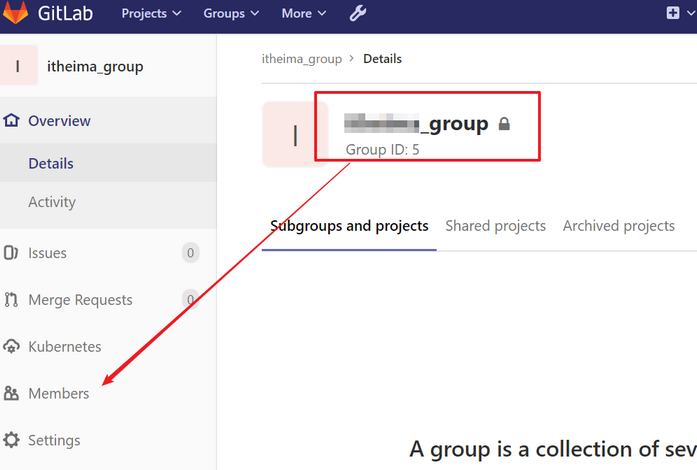 GitLab Projects Groups More
I itheima_group
itheima_group > Details
Overview
Details
Activity
Issues 0
Merge Requests 0
Kubernetes
Members
Settings
I
_group
Group ID: 5
Subgroups and projects Shared projects Archived projects
A group is a collection of sev